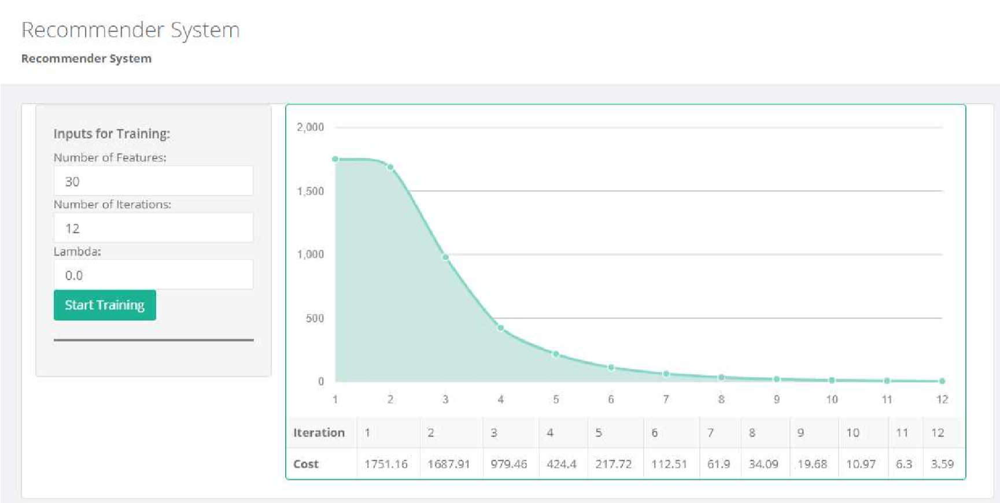 Recommender System
Recommender System
Inputs for Training:
Number of Features:
30
Number of Iterations:
12
Lambda:
0.0
Start Training
2,000
1,500
1,000
500
0
1 2 3 4 5 6 7 8 9 10 11 12
Iteration 1 2 3 4 5 6 7 8 9 10 11 12
Cost 1751.16 1687.91 979.46 424.4 217.72 112.51 61.9 34.09 19.68 10.97 6.3 3.59